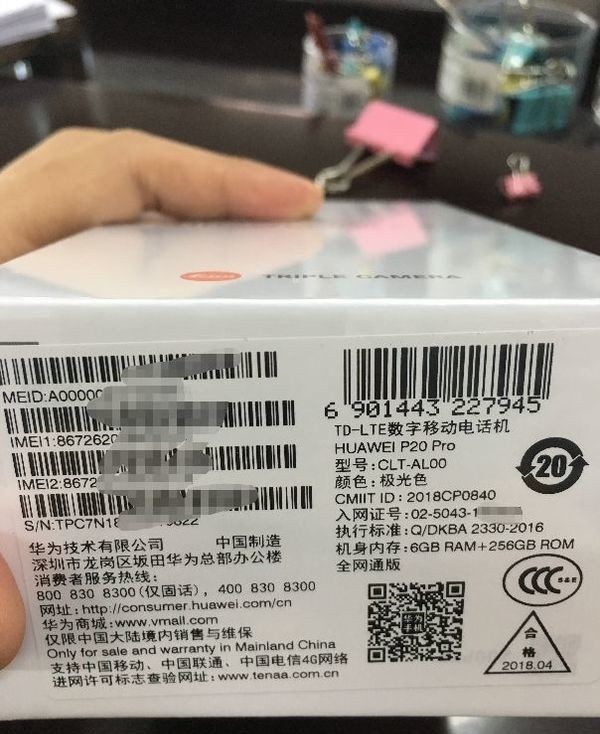 TRIPLE CAMERA
MEID:A00000
IMEI1:8672620
IMEI2:8672
S/N:TPC7N18
6 901443 227945
TD-LTE数字移动电话机
HUAWEI P20 Pro
型号:CLT-AL00
颜色:极光色
CMIIT ID:2018CP0840
入网证号:02-5043-1
执行标准:Q/DKBA 2330-2016
机身内存:6GB RAM+256GB ROM
全网通版
20
华为技术有限公司 中国制造
深圳市龙岗区坂田华为总部办公楼
消费者服务热线:
800 830 8300(仅固话), 400 830 8300
网址:http://consumer.huawei.com/cn
华为商城:www.vmall.com
仅限中国大陆境内销售与维保
Only for sale and warranty in Mainland China
支持中国移动、中国联通、中国电信4G网络
进网许可标志查验网址:www.tenaa.com.cn
CCC S&E
合
格
2018.04